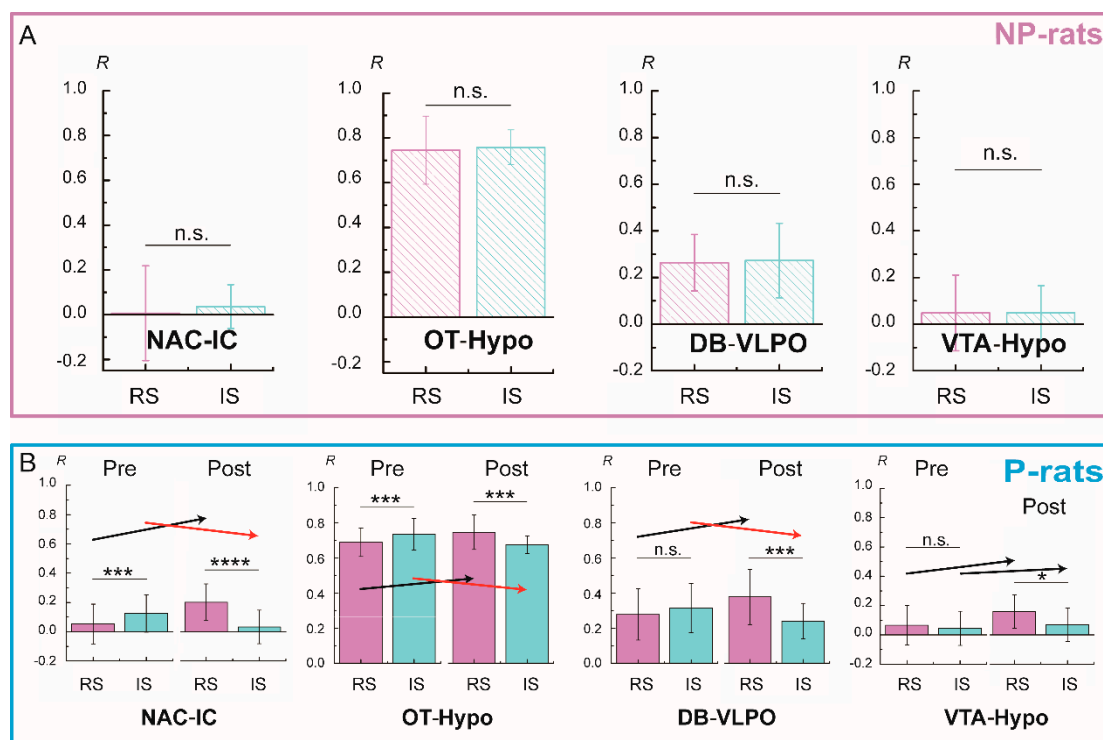 A
NP-rats
R
1.0
0.8
0.6
0.4
0.2
0.0
-0.2
n.s.
NAC-IC
RS IS
R
1.0
0.8
0.6
0.4
0.2
0.0
-0.2
n.s.
OT-Hypo
RS IS
R
1.0
0.8
0.6
0.4
0.2
0.0
-0.2
n.s.
DB-VLPO
RS IS
R
1.0
0.8
0.6
0.4
0.2
0.0
-0.2
n.s.
VTA-Hypo
RS IS
B
P-rats
R
Pre Post
1.0
0.8
0.6
0.4
0.2
0.0
-0.2
*** ****
RS IS RS IS
NAC-IC
R
Pre Post
1.0
0.8
0.6
0.4
0.2
0.0
*** ***
RS IS RS IS
OT-Hypo
R
Pre Post
1.0
0.8
0.6
0.4
0.2
0.0
n.s. ***
RS IS RS IS
DB-VLPO
R
Pre
Post
1.0
0.8
0.6
0.4
0.2
0.0
-0.2
n.s. *
RS IS RS IS
VTA-Hypo